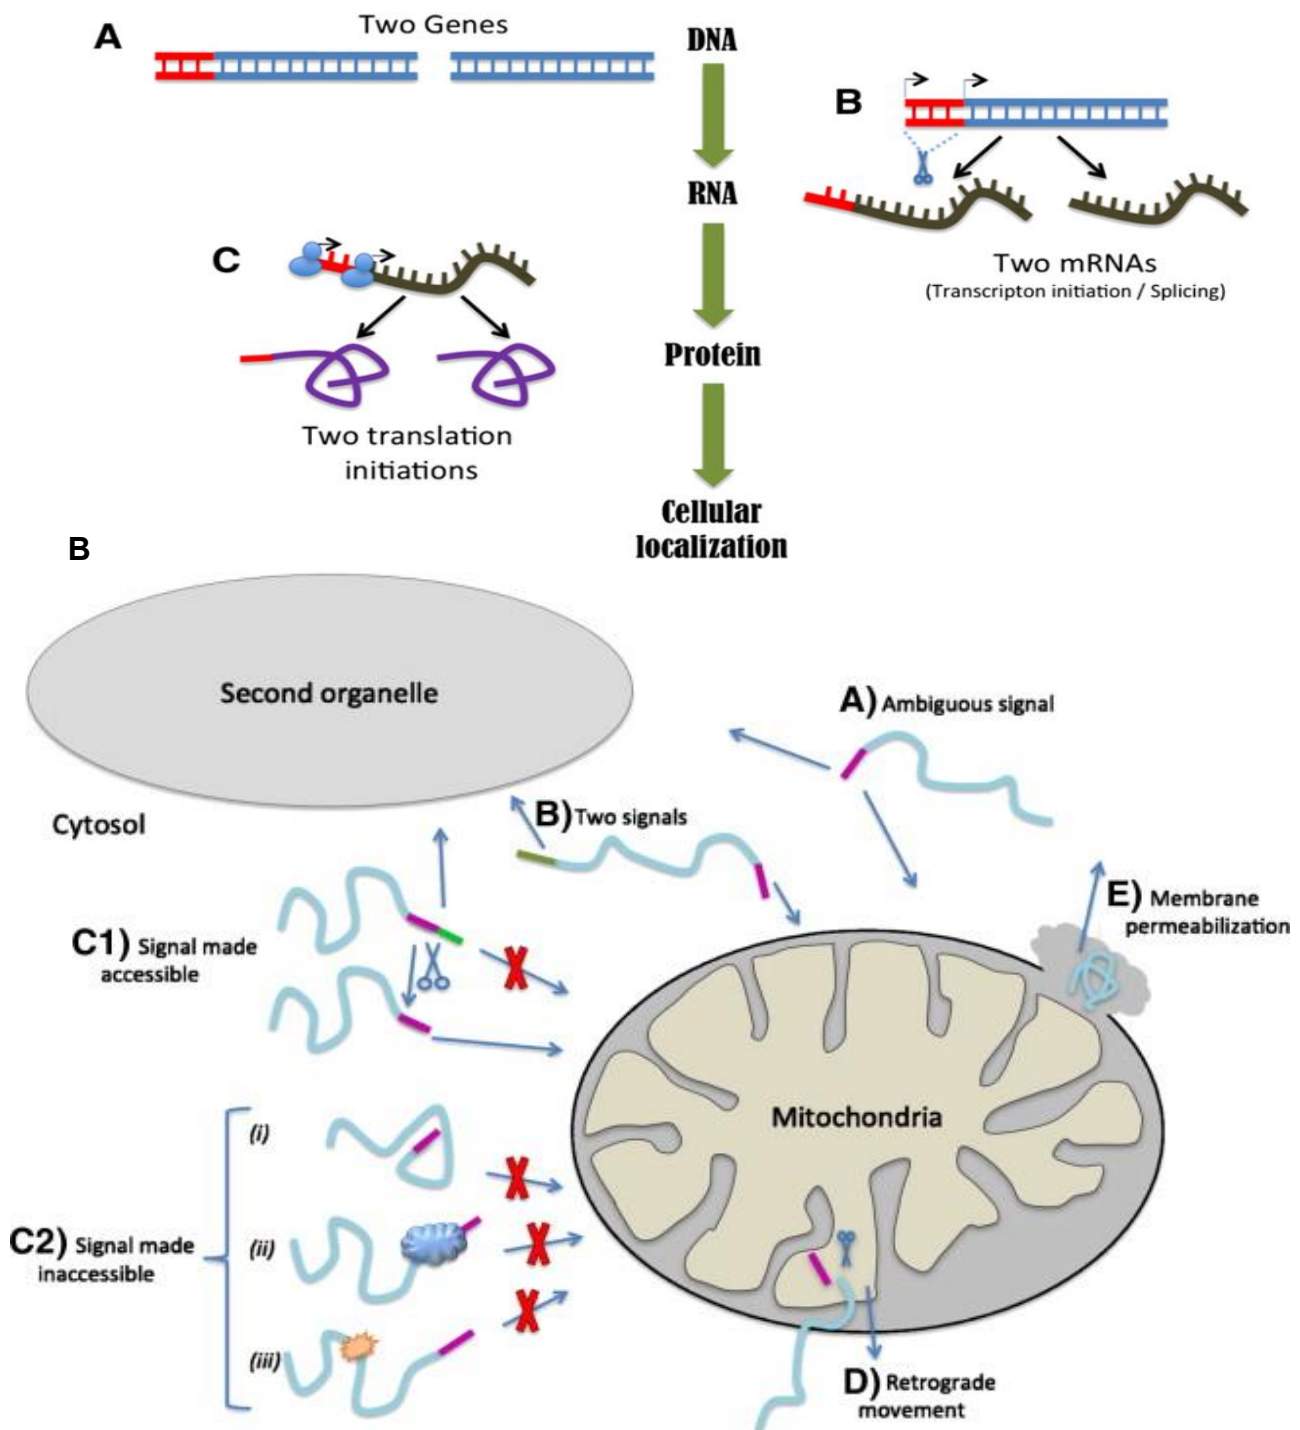 A
Two Genes
DNA
B
RNA
Two mRNAs
(Transcripton initiation / Splicing)
C
Protein
Two translation
initiations
Cellular
localization
B
Second organelle
A) Ambiguous signal
Cytosol
B) Two signals
E) Membrane
permeabilization
C1) Signal made
accessible
Mitochondria
(i)
C2) Signal made
inaccessible
(ii)
(iii)
D) Retrograde
movement